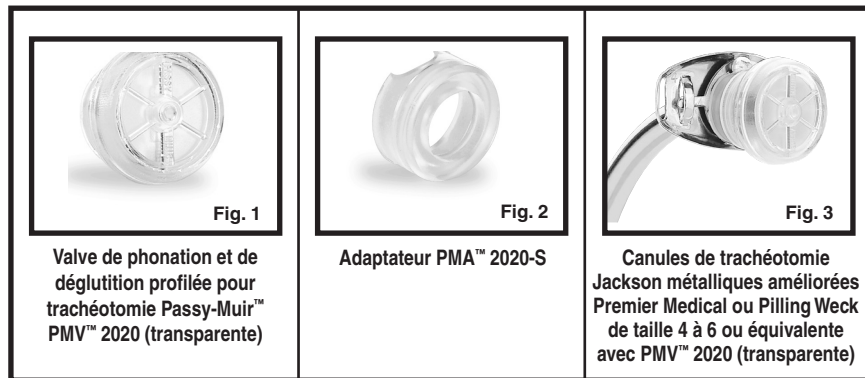 Fig. 1
Valve de phonation et de
déglutition profilée pour
trachéotomie Passy-Muir™
PMV™ 2020 (transparente)
Fig. 2
Adaptateur PMA™ 2020-S
Fig. 3
Canules de trachéotomie
Jackson métalliques améliorées
Premier Medical ou Pilling Weck
de taille 4 à 6 ou équivalente
avec PMV™ 2020 (transparente)